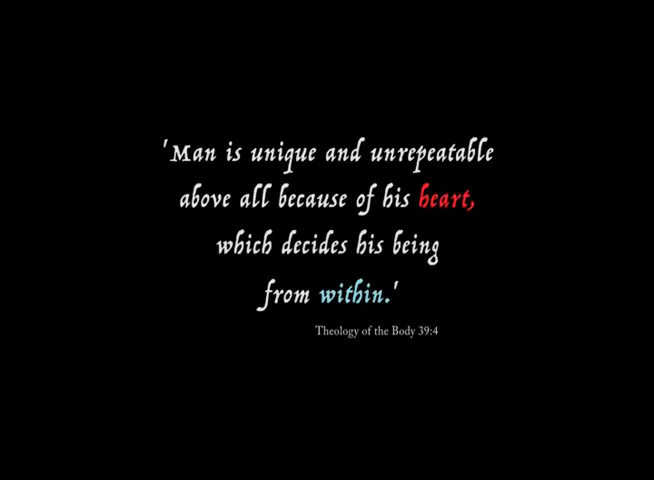 'Man is unique and unrepeatable
above all because of his heart,
which decides his being
from within.'
Theology of the Body 39:4